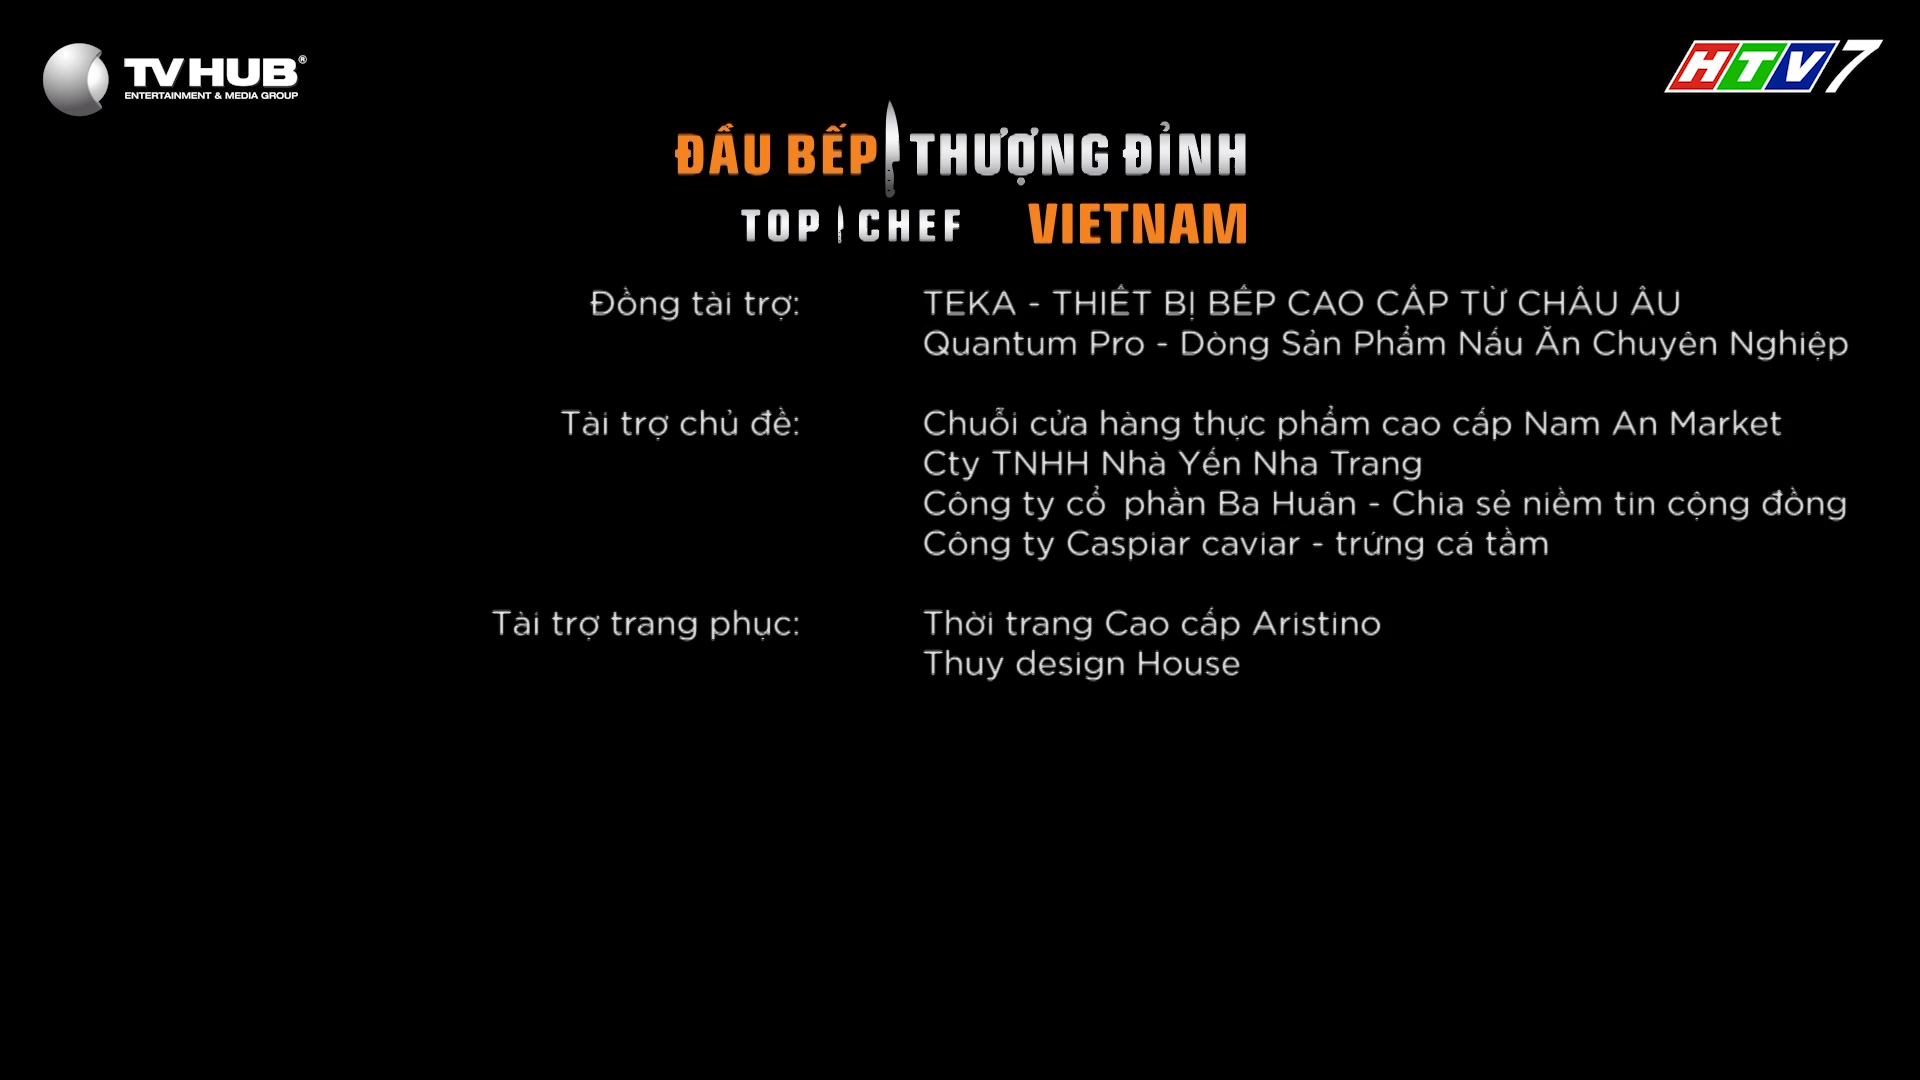 TV HUB®
ENTERTAINMENT & MEDIA GROUP
HTV7
ĐẦU BẾP THƯỢNG ĐỈNH
TOP CHEF VIETNAM
Đồng tài trợ: TEKA - THIẾT BỊ BẾP CAO CẤP TỪ CHÂU ÂU
Quantum Pro - Dòng Sản Phẩm Nấu Ăn Chuyên Nghiệp
Tài trợ chủ đề: Chuỗi cửa hàng thực phẩm cao cấp Nam An Market
Cty TNHH Nhà Yến Nha Trang
Công ty cổ phần Ba Huân - Chia sẻ niềm tin cộng đồng
Công ty Caspiar caviar - trứng cá tầm
Tài trợ trang phục: Thời trang Cao cấp Aristino
Thuy design House